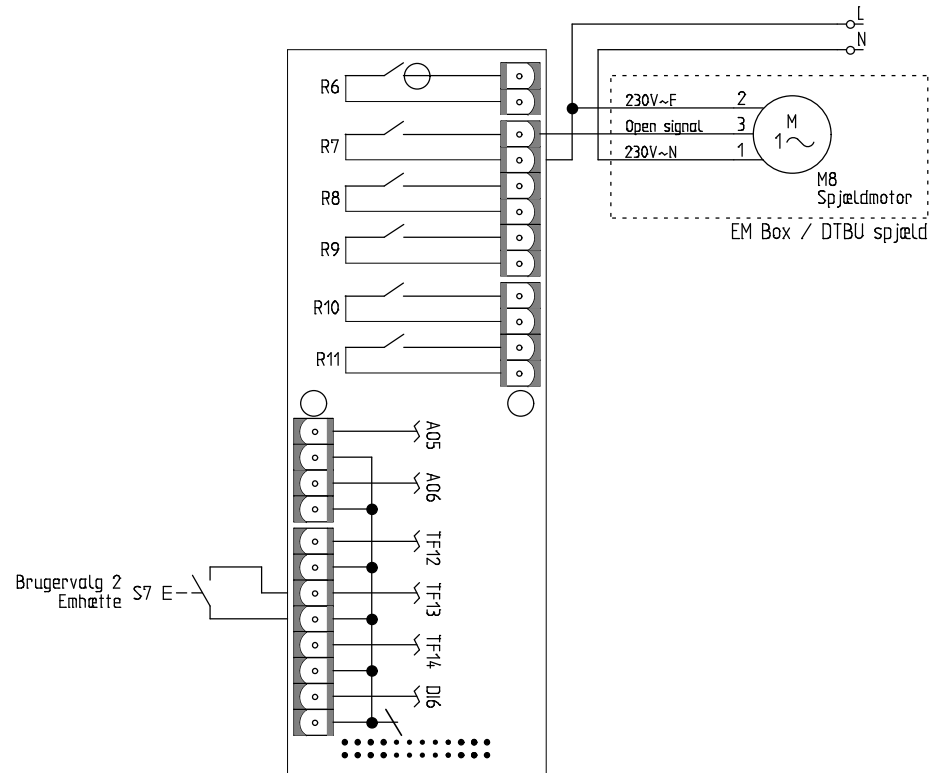 L
N
R6
230V~F 2
Open signal 3
M
1~
R7
230V~N 1
M8
Spjældmotor
R8
EM Box / DTBU spjæld
R9
R10
R11
AO5
AO6
TF12
Brugervalg 2
Emhætte S7 E
TF13
TF14
DI6